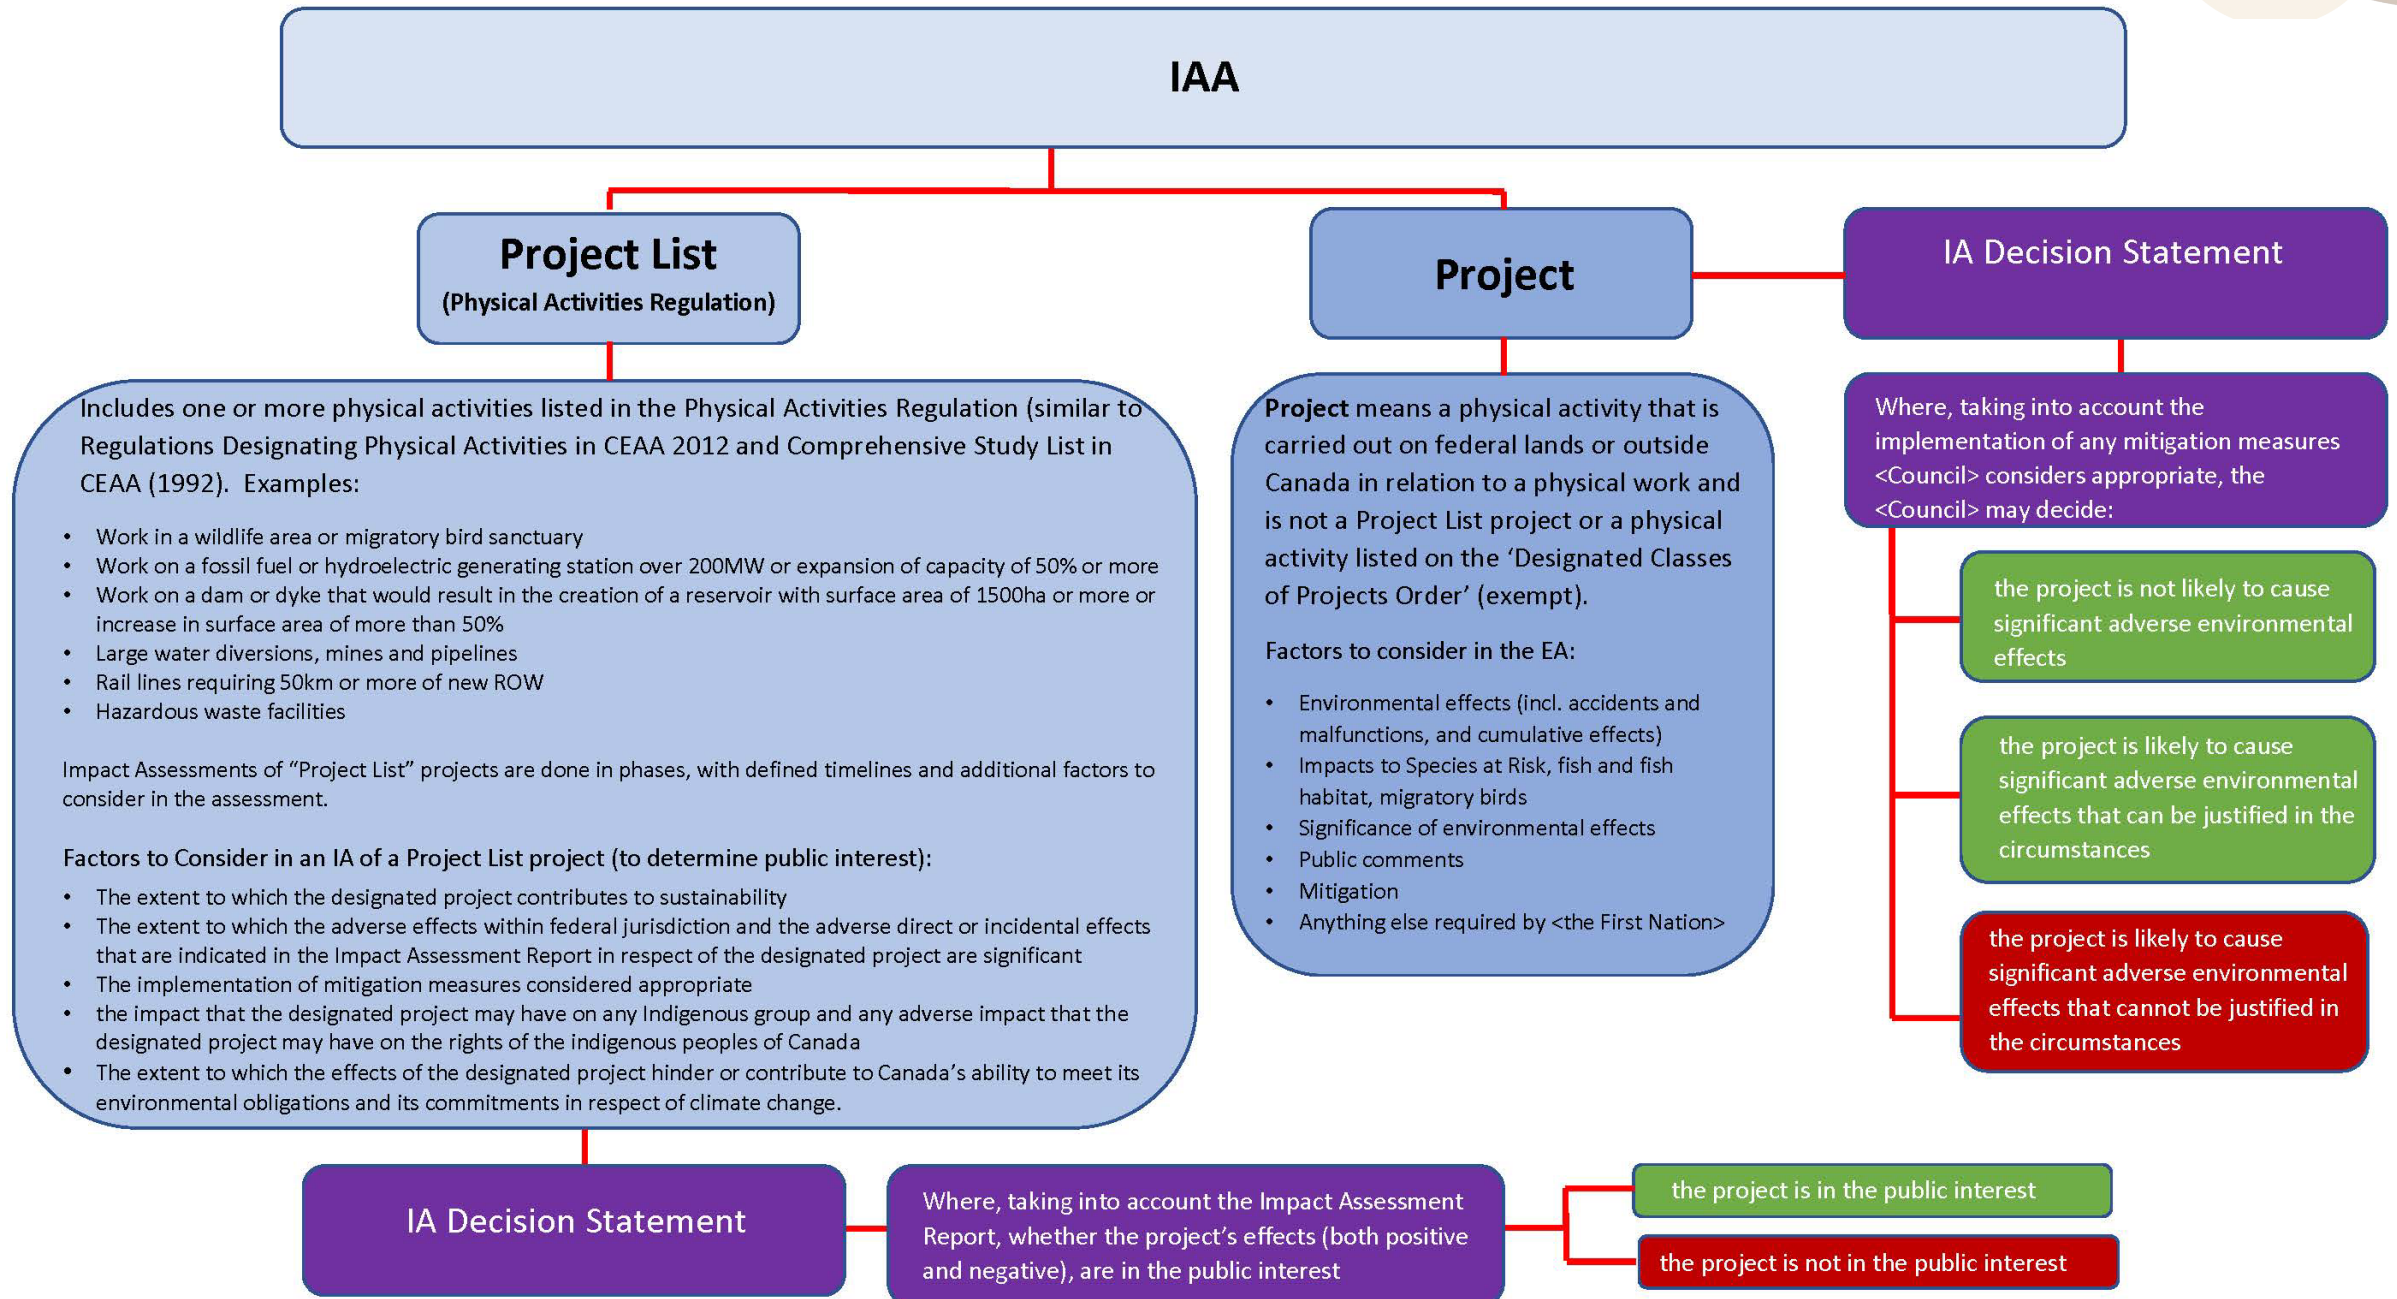 IAA
Project List
(Physical Activities Regulation)
Includes one or more physical activities listed in the Physical Activities Regulation (similar to
Regulations Designating Physical Activities in CEAA 2012 and Comprehensive Study List in
CEAA (1992).  Examples:
• Work in a wildlife area or migratory bird sanctuary
• Work on a fossil fuel or hydroelectric generating station over 200MW or expansion of capacity of 50% or more
• Work on a dam or dyke that would result in the creation of a reservoir with surface area of 1500ha or more or
increase in surface area of more than 50%
• Large water diversions, mines and pipelines
• Rail lines requiring 50km or more of new ROW
• Hazardous waste facilities
Impact Assessments of “Project List” projects are done in phases, with defined timelines and additional factors to
consider in the assessment.
Factors to Consider in an IA of a Project List project (to determine public interest):
• The extent to which the designated project contributes to sustainability
• The extent to which the adverse effects within federal jurisdiction and the adverse direct or incidental effects
that are indicated in the Impact Assessment Report in respect of the designated project are significant
• The implementation of mitigation measures considered appropriate
• the impact that the designated project may have on any Indigenous group and any adverse impact that the
designated project may have on the rights of the indigenous peoples of Canada
• The extent to which the effects of the designated project hinder or contribute to Canada’s ability to meet its
environmental obligations and its commitments in respect of climate change.
IA Decision Statement
Where, taking into account the Impact Assessment
Report, whether the project’s effects (both positive
and negative), are in the public interest
the project is in the public interest
the project is not in the public interest
Project
Project means a physical activity that is
carried out on federal lands or outside
Canada in relation to a physical work and
is not a Project List project or a physical
activity listed on the ‘Designated Classes
of Projects Order’ (exempt).
Factors to consider in the EA:
• Environmental effects (incl. accidents and
malfunctions, and cumulative effects)
• Impacts to Species at Risk, fish and fish
habitat, migratory birds
• Significance of environmental effects
• Public comments
• Mitigation
• Anything else required by <the First Nation>
IA Decision Statement
Where, taking into account the
implementation of any mitigation measures
<Council> considers appropriate, the
<Council> may decide:
the project is not likely to cause
significant adverse environmental
effects
the project is likely to cause
significant adverse environmental
effects that can be justified in the
circumstances
the project is likely to cause
significant adverse environmental
effects that cannot be justified in
the circumstances